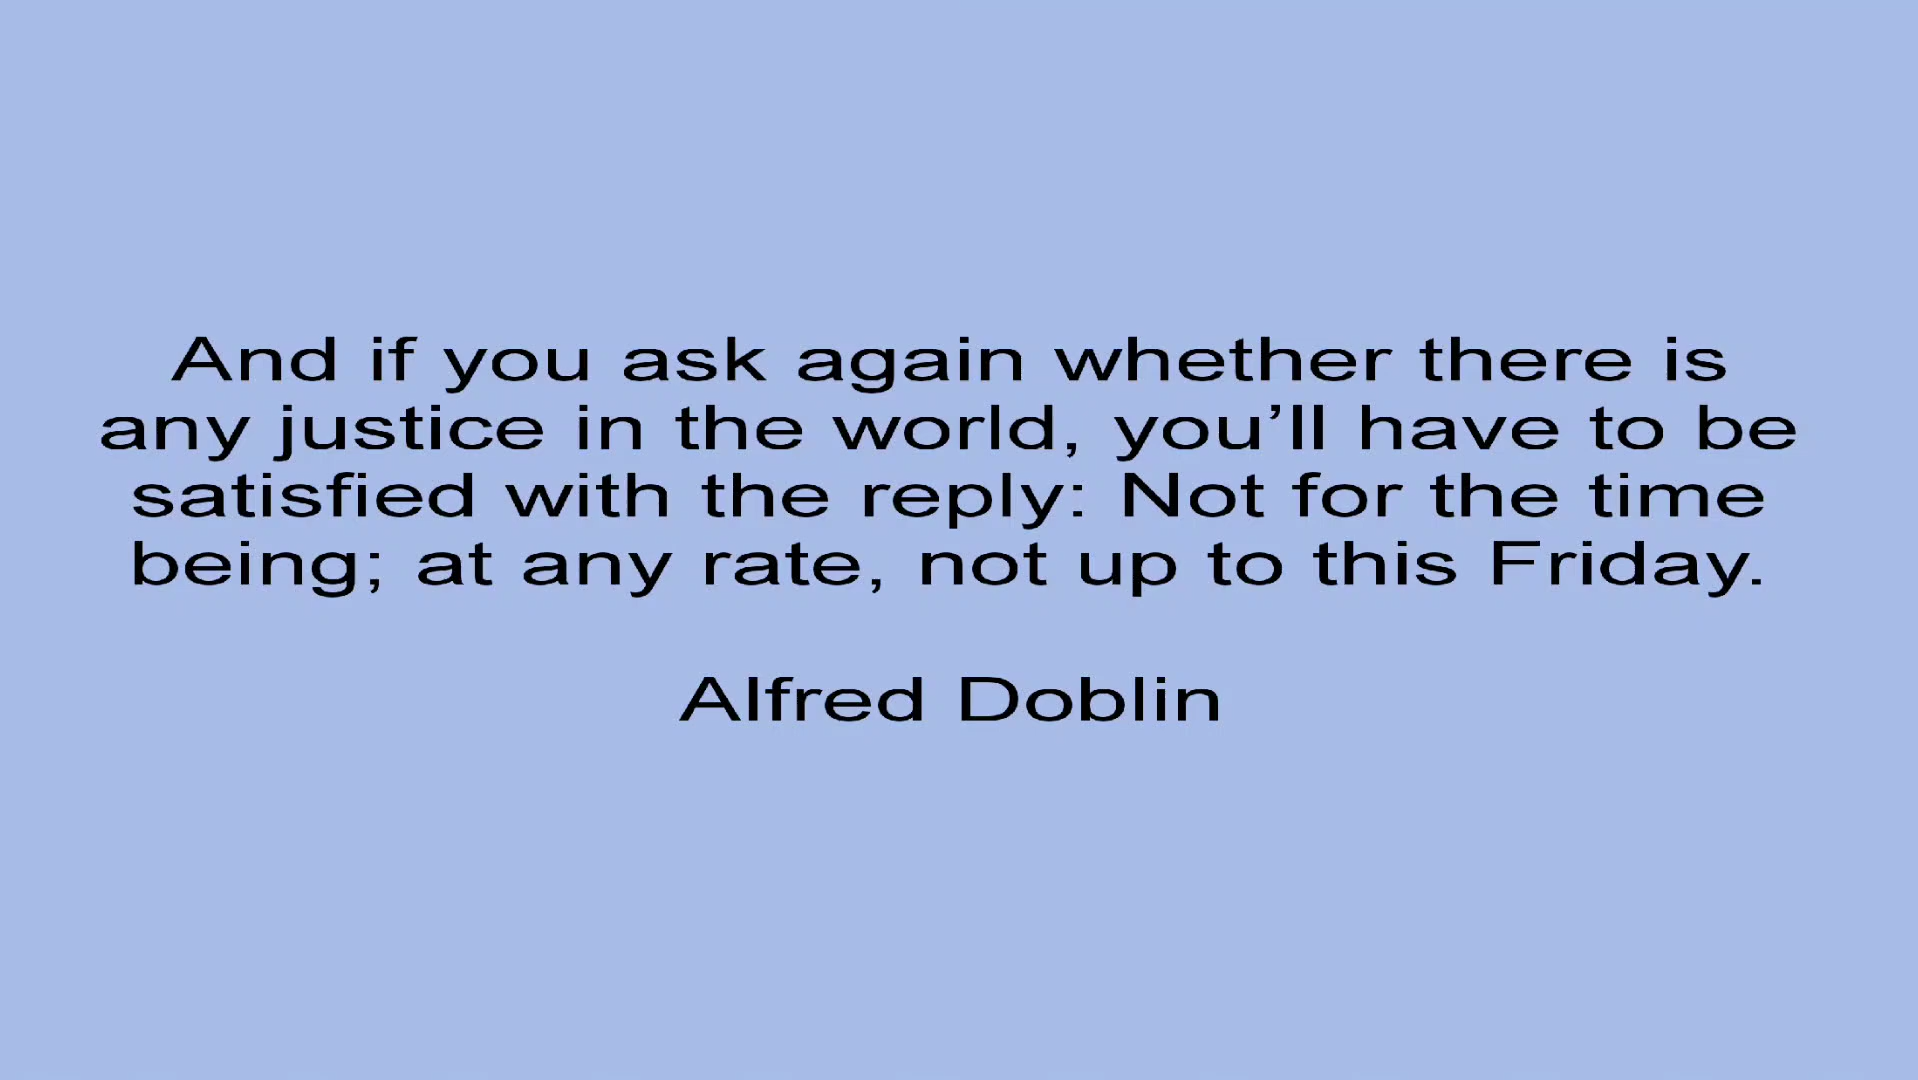 And if you ask again whether there is
any justice in the world, you’ll have to be
satisfied with the reply: Not for the time
being; at any rate, not up to this Friday.
Alfred Doblin